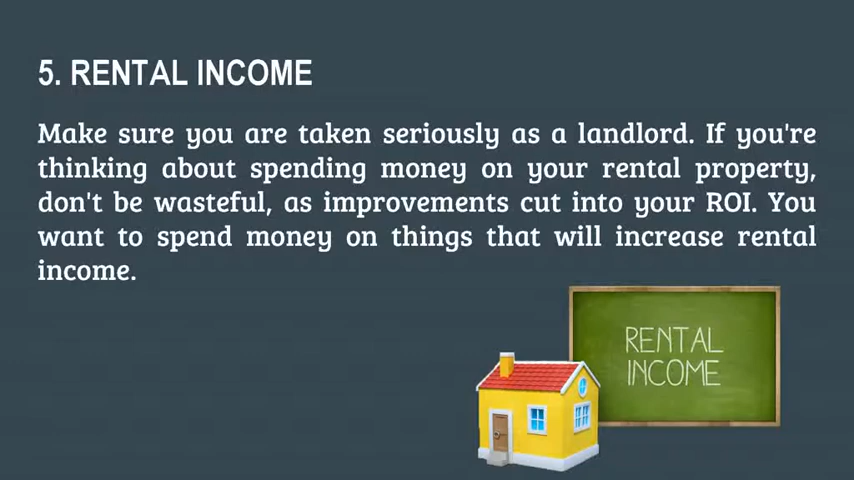 5. RENTAL INCOME
Make sure you are taken seriously as a landlord. If you're
thinking about spending money on your rental property,
don't be wasteful, as improvements cut into your ROI. You
want to spend money on things that will increase rental
income.
RENTAL
INCOME